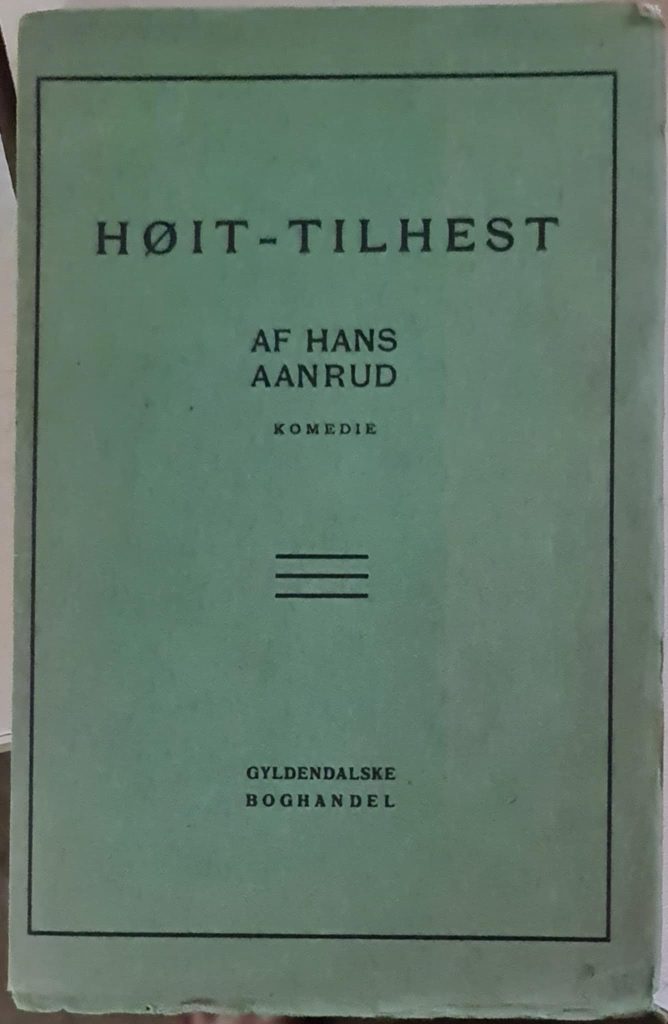 HØIT-TILHEST
AF HANS
AANRUD
KOMEDIE
GYLDENDALSKE
BOGHANDEL